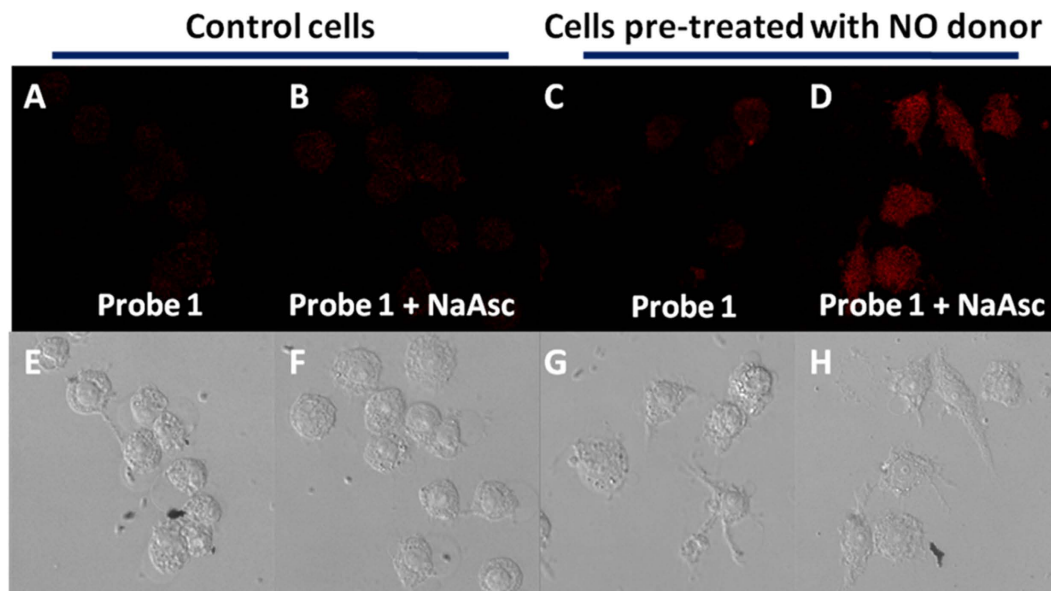 Control cells
Cells pre-treated with NO donor
A
B
C
D
Probe 1
Probe 1 + NaAsc
Probe 1
Probe 1 + NaAsc
E
F
G
H